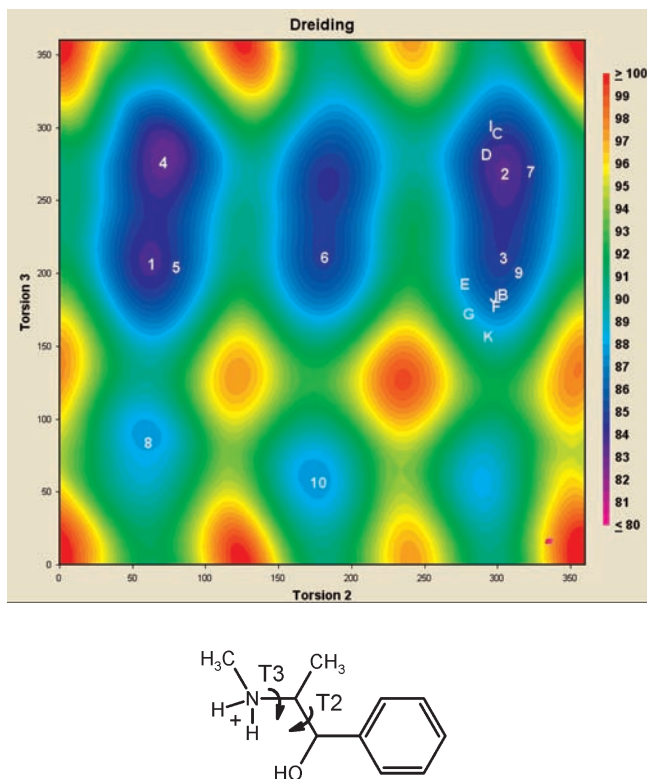 Dreiding
Torsion 3
350
300
250
200
150
100
50
0
0
50
100
150
200
250
300
350
Torsion 2
I
C
D
4
2
7
1
5
6
3
9
E
J
B
F
G
K
8
10
≥ 100
99
98
97
96
95
94
93
92
91
90
89
88
87
86
85
84
83
82
81
≤ 80
H₃C
T3
CH₃
H
N
T2
+
H
HO